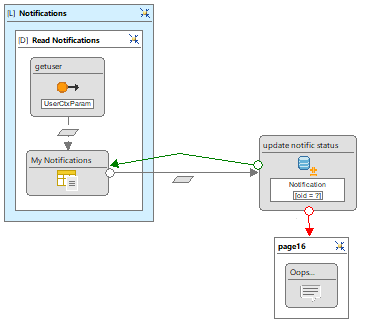 [L] Notifications
[D] Read Notifications
getuser
UserCtxParam
My Notifications
update notific status
Notification
[oid = ?]
page16
Oops...